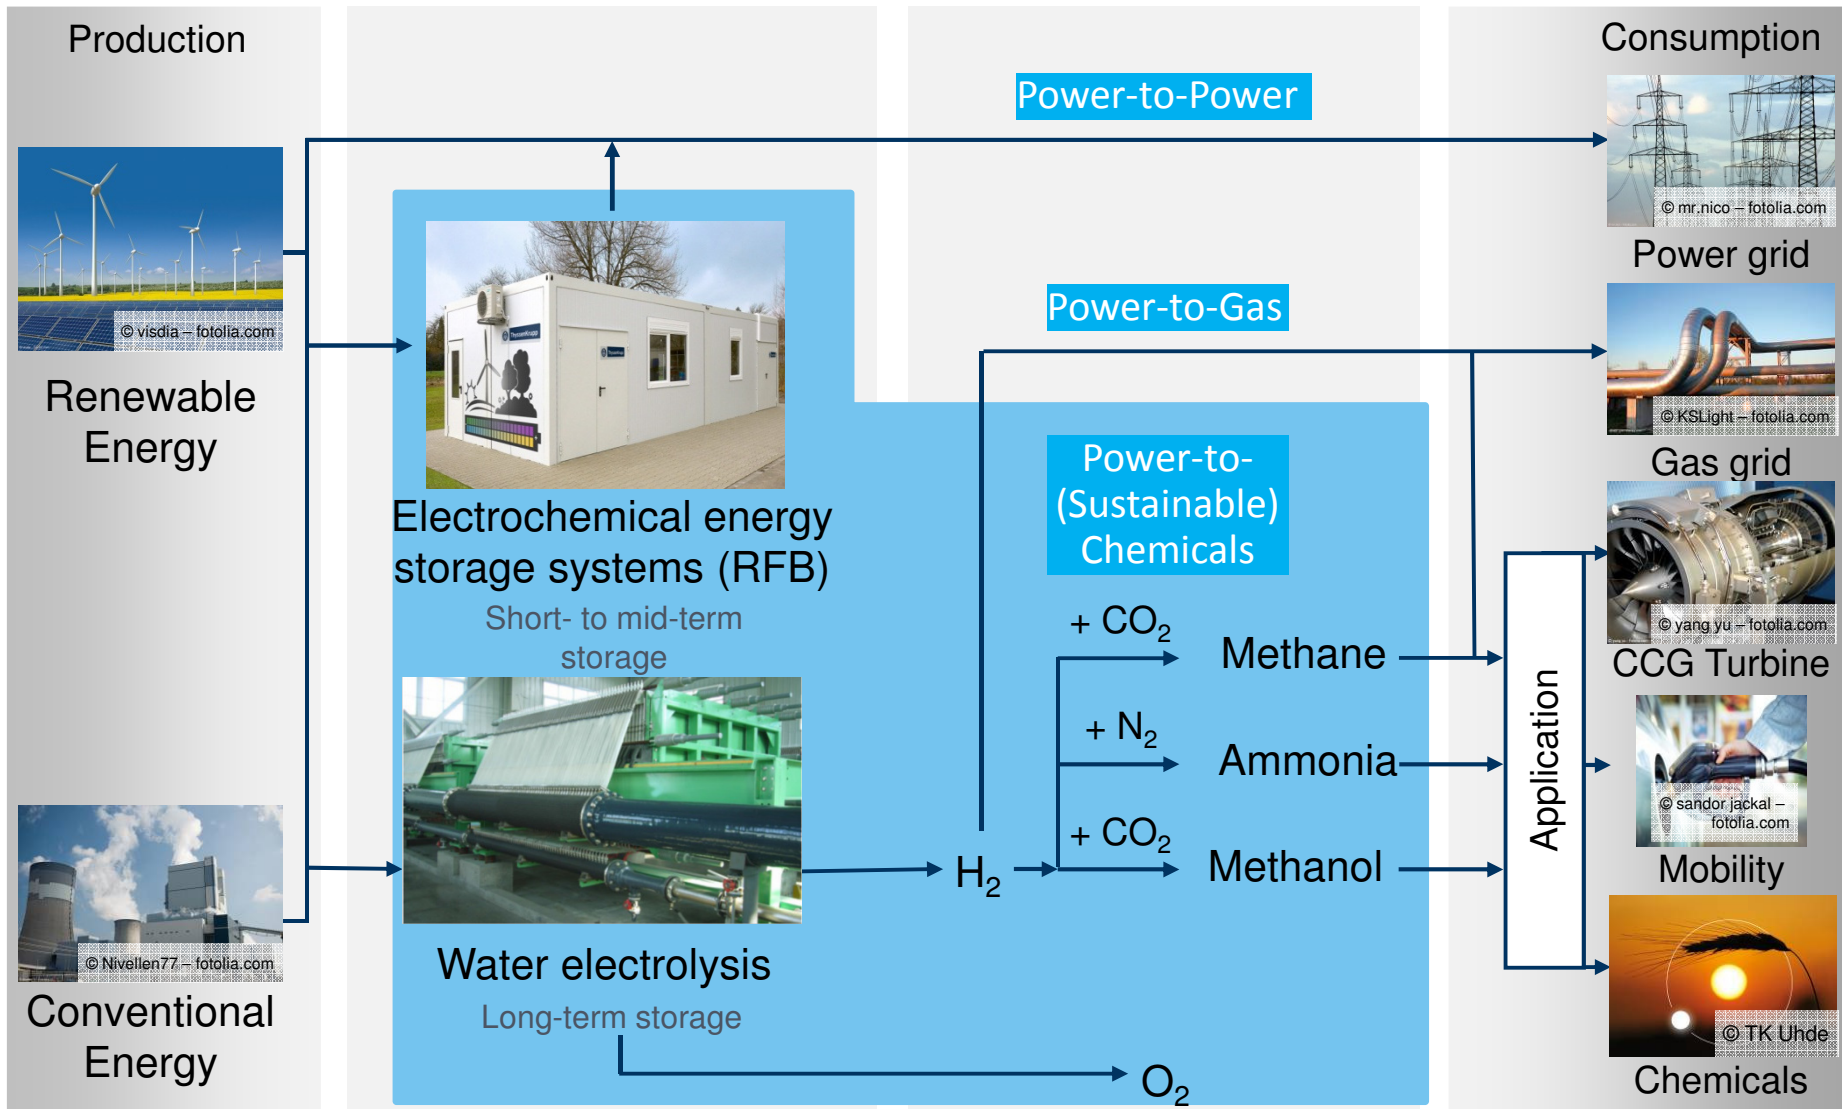 Production
Consumption
Power-to-Power
© mr.nico – fotolia.com
Power grid
© visdia – fotolia.com
Renewable
Energy
ThyssenKrupp
Power-to-Gas
© KSLight – fotolia.com
Gas grid
Electrochemical energy
storage systems (RFB)
Short- to mid-term
storage
Power-to-
(Sustainable)
Chemicals
© yang yu – fotolia.com
CCG Turbine
+ CO₂
Methane
+ N₂
Ammonia
+ CO₂
Methanol
H₂
Application
© sandor jackal –
fotolia.com
Mobility
© Nivellen77 – fotolia.com
Conventional
Energy
Water electrolysis
Long-term storage
O₂
© TK Uhde
Chemicals